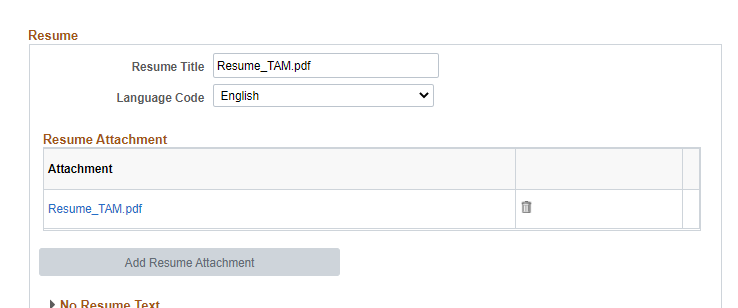 Resume
Resume Title Resume_TAM.pdf
Language Code English
Resume Attachment
Attachment
Resume_TAM.pdf
Add Resume Attachment
No Resume Text